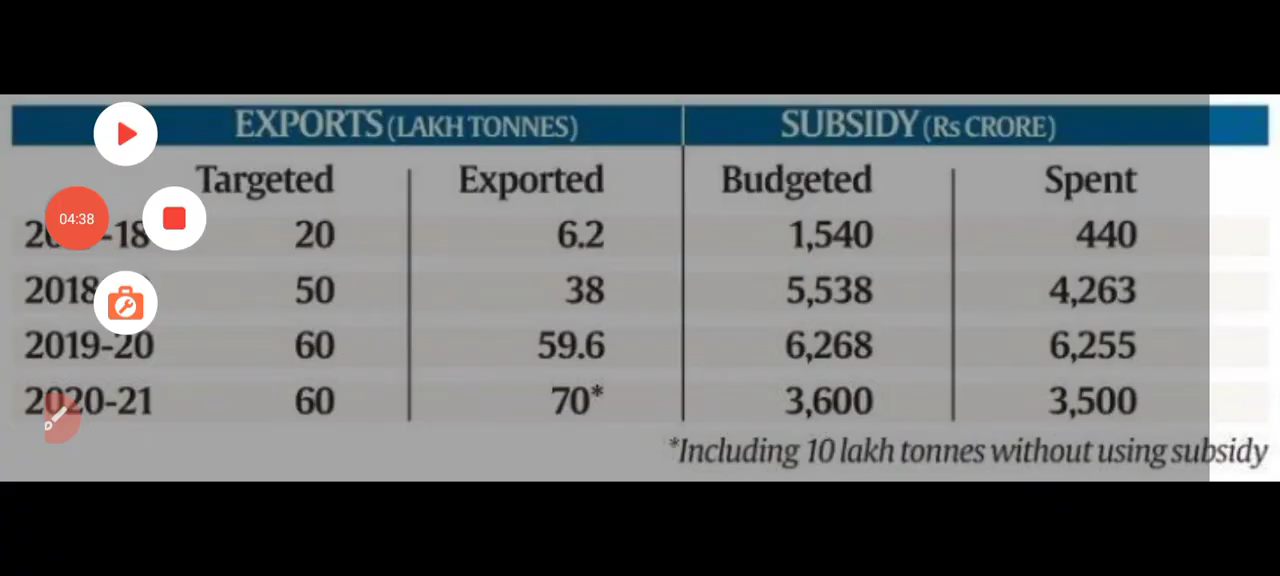 EXPORTS (LAKH TONNES) SUBSIDY (Rs CRORE)
Targeted Exported Budgeted Spent
04:38
-18 20 6.2 1,540 440
2018 50 38 5,538 4,263
2019-20 60 59.6 6,268 6,255
2020-21 60 70* 3,600 3,500
*Including 10 lakh tonnes without using subsidy